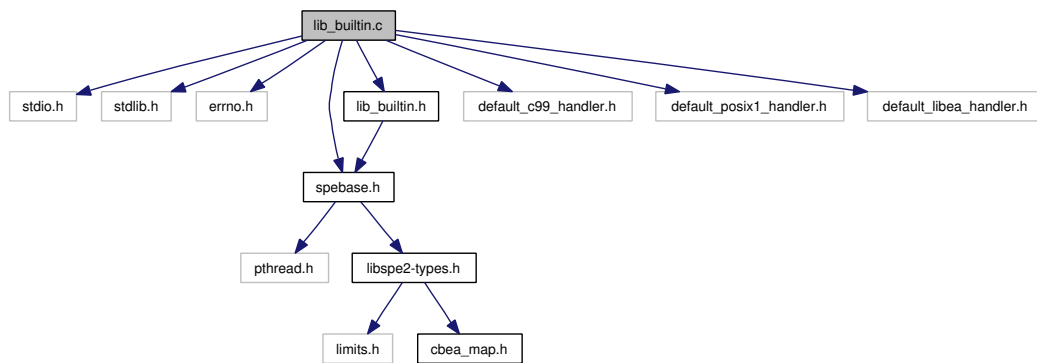 lib_builtin.c
stdio.h
stdlib.h
errno.h
lib_builtin.h
default_c99_handler.h
default_posix1_handler.h
default_libea_handler.h
spebase.h
pthread.h
libspe2-types.h
limits.h
cbea_map.h